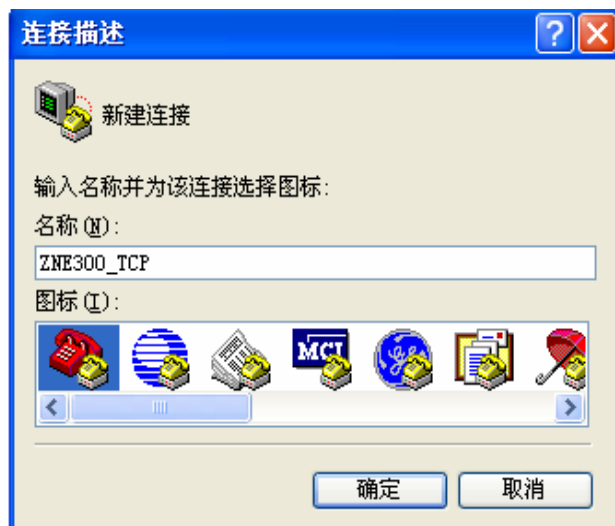 连接描述
新建连接
输入名称并为该连接选择图标:
名称(N):
ZNE300_TCP
图标(I):
MCI
确定
取消